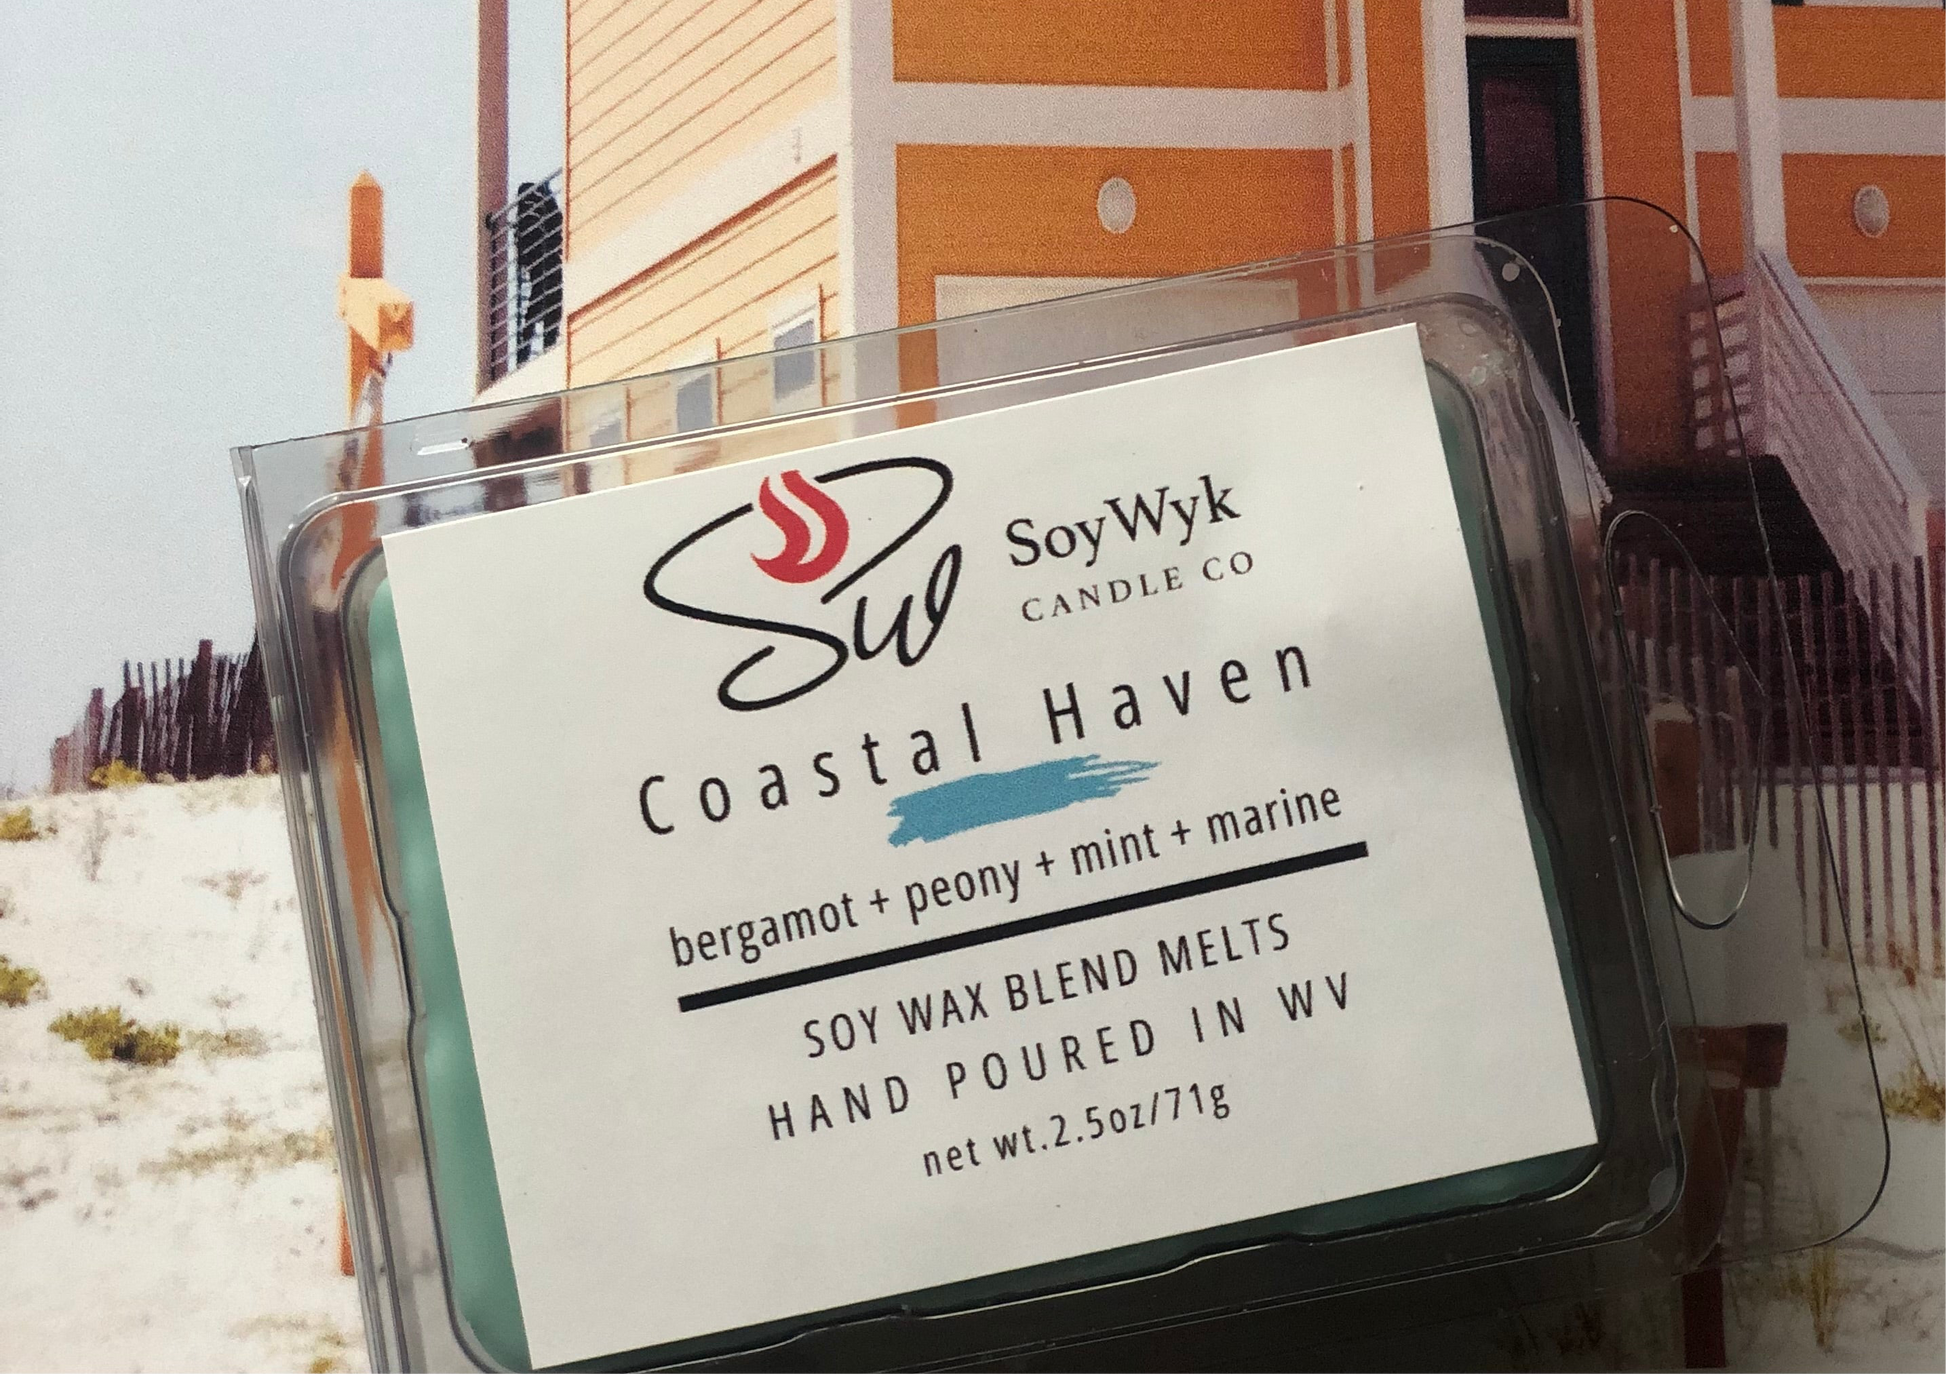 Sw
SoyWyk
CANDLE CO
Coastal Haven
bergamot + peony + mint + marine
SOY WAX BLEND MELTS
HAND POURED IN WV
net wt.2.5oz/71g